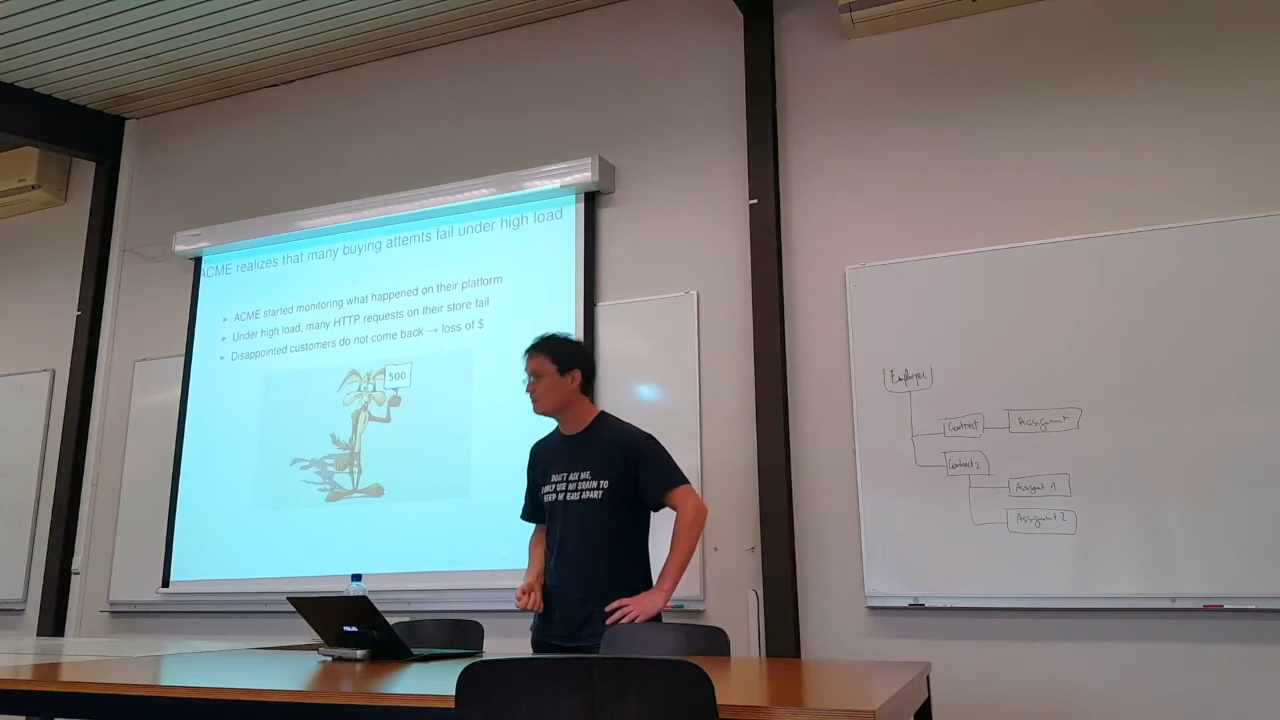 ACME realizes that many buying attemts fail under high load
ACME started monitoring what happened on their platform
Under high load, many HTTP requests on their store fail
Disappointed customers do not come back → loss of $
500
DON'T ASK ME,
I ONLY USE MY BRAIN TO
KEEP MY EARS APART
ASUS
Employee
Contract
Assignment
Contract 2
Assignt 1
Assignment 2